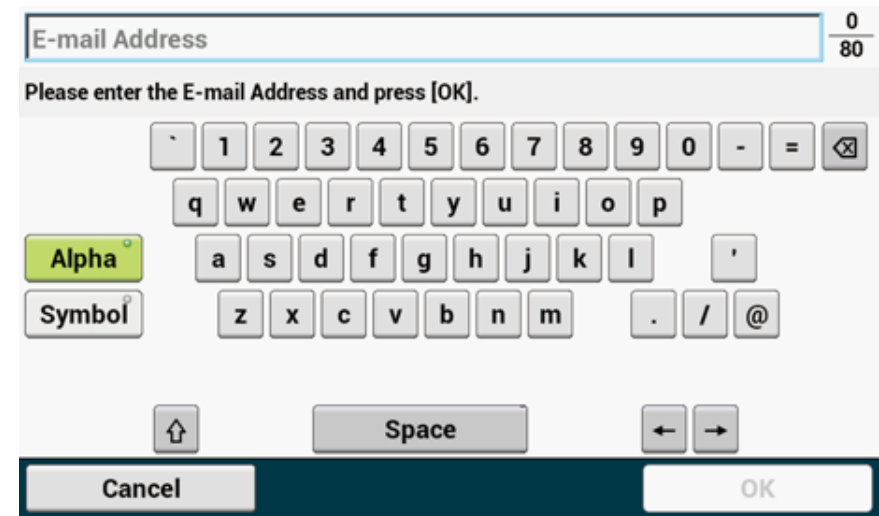 E-mail Address
0
80
Please enter the E-mail Address and press [OK].
` 1 2 3 4 5 6 7 8 9 0 - =
q w e r t y u i o p
Alpha a s d f g h j k l '
Symbol z x c v b n m . / @
Space
Cancel OK